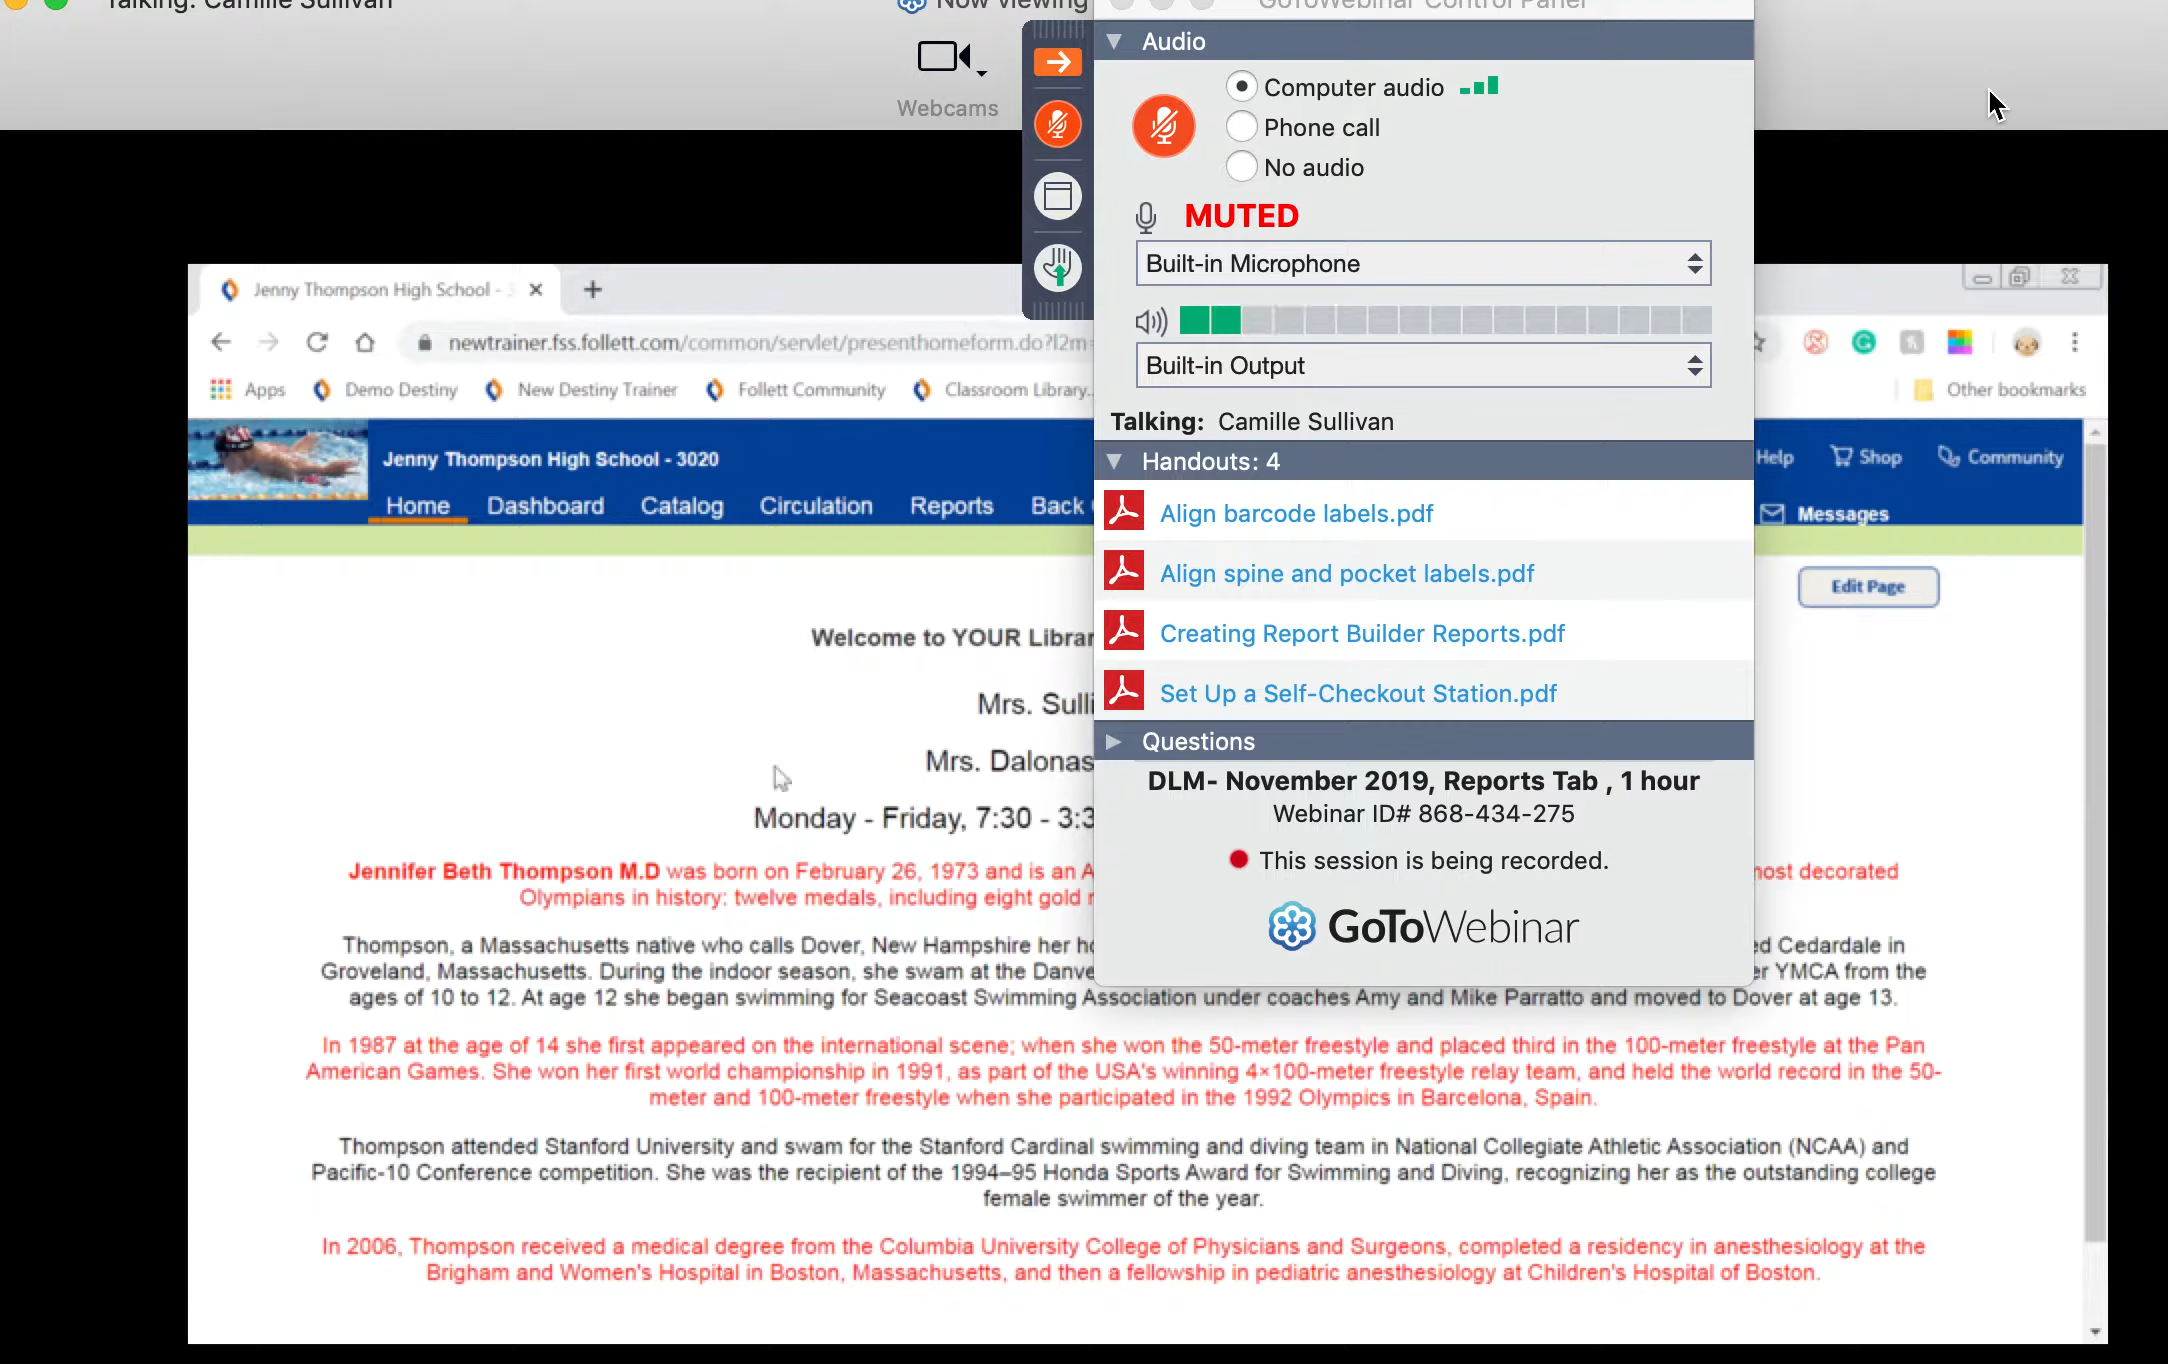 Talking: Camille Sullivan
Now viewing
GoToWebinar Control Panel
Webcams
Audio
Computer audio
Phone call
No audio
MUTED
Built-in Microphone
Built-in Output
Talking: Camille Sullivan
Handouts: 4
Align barcode labels.pdf
Align spine and pocket labels.pdf
Creating Report Builder Reports.pdf
Set Up a Self-Checkout Station.pdf
Questions
DLM- November 2019, Reports Tab , 1 hour
Webinar ID# 868-434-275
This session is being recorded.
GoToWebinar
Jenny Thompson High School -
newtrainer.fss.follett.com/common/servlet/presenthomeform.do?l2m=
Apps Demo Destiny New Destiny Trainer Follett Community Classroom Library... Other bookmarks
Jenny Thompson High School - 3020
Help Shop Community
Home Dashboard Catalog Circulation Reports Back
Messages
Edit Page
Welcome to YOUR
Mrs.
Mrs.
Monday - Friday, 7:30 -
Jennifer Beth Thompson M.D was born on February 26, 1973 and is an decorated
Olympians in history: twelve medals, including eight gold
Thompson, a Massachusetts native who calls Dover, New Hampshire her Cedardale in
Groveland, Massachusetts. During the indoor season, she swam at the YMCA from the
ages of 10 to 12. At age 12 she began swimming for Seacoast Swimming Association under coaches Amy and Mike Parratto and moved to Dover at age 13.
In 1987 at the age of 14 she first appeared on the international scene; when she won the 50-meter freestyle and placed third in the 100-meter freestyle at the Pan
American Games. She won her first world championship in 1991, as part of the USA's winning 4×100-meter freestyle relay team, and held the world record in the 50-
meter and 100-meter freestyle when she participated in the 1992 Olympics in Barcelona, Spain.
Thompson attended Stanford University and swam for the Stanford Cardinal swimming and diving team in National Collegiate Athletic Association (NCAA) and
Pacific-10 Conference competition. She was the recipient of the 1994–95 Honda Sports Award for Swimming and Diving, recognizing her as the outstanding college
female swimmer of the year.
In 2006, Thompson received a medical degree from the Columbia University College of Physicians and Surgeons, completed a residency in anesthesiology at the
Brigham and Women's Hospital in Boston, Massachusetts, and then a fellowship in pediatric anesthesiology at Children's Hospital of Boston.